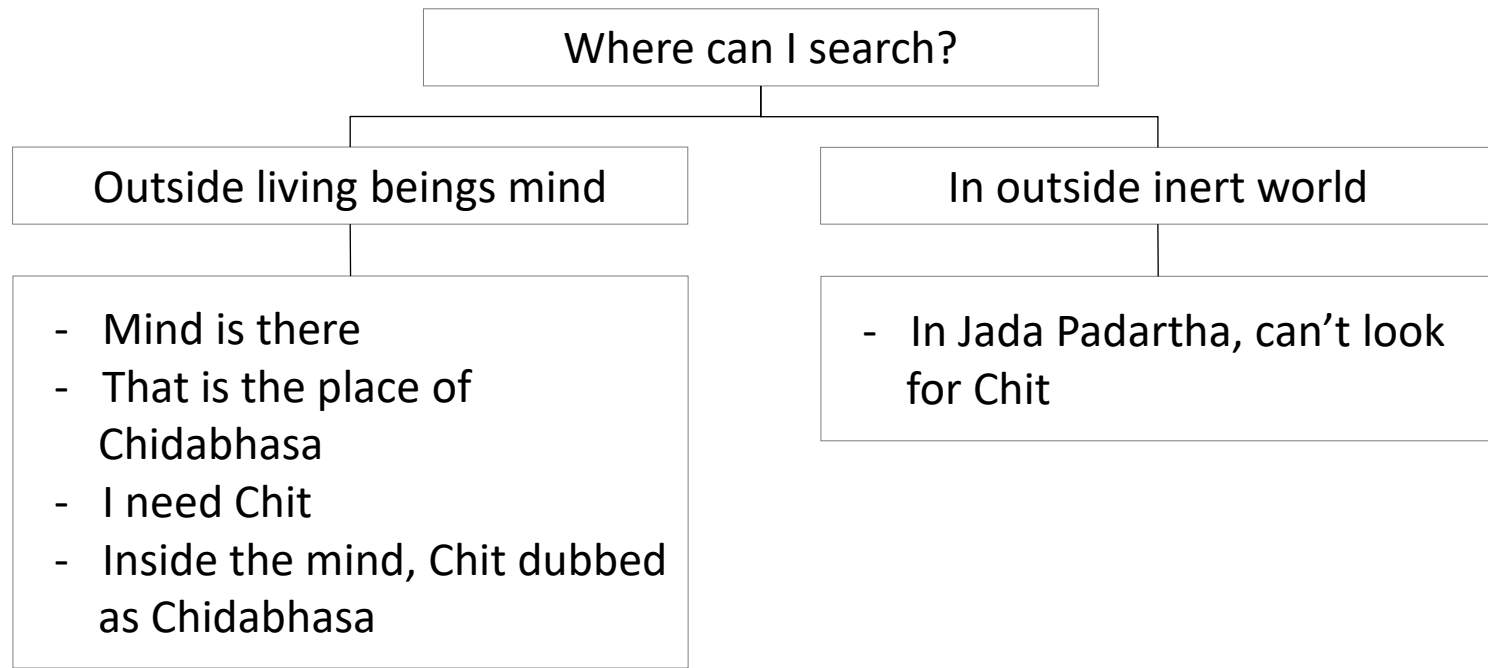 Where can I search?
Outside living beings mind
In outside inert world
- Mind is there
- That is the place of
Chidabhasa
- I need Chit
- Inside the mind, Chit dubbed
as Chidabhasa
- In Jada Padartha, can’t look
for Chit